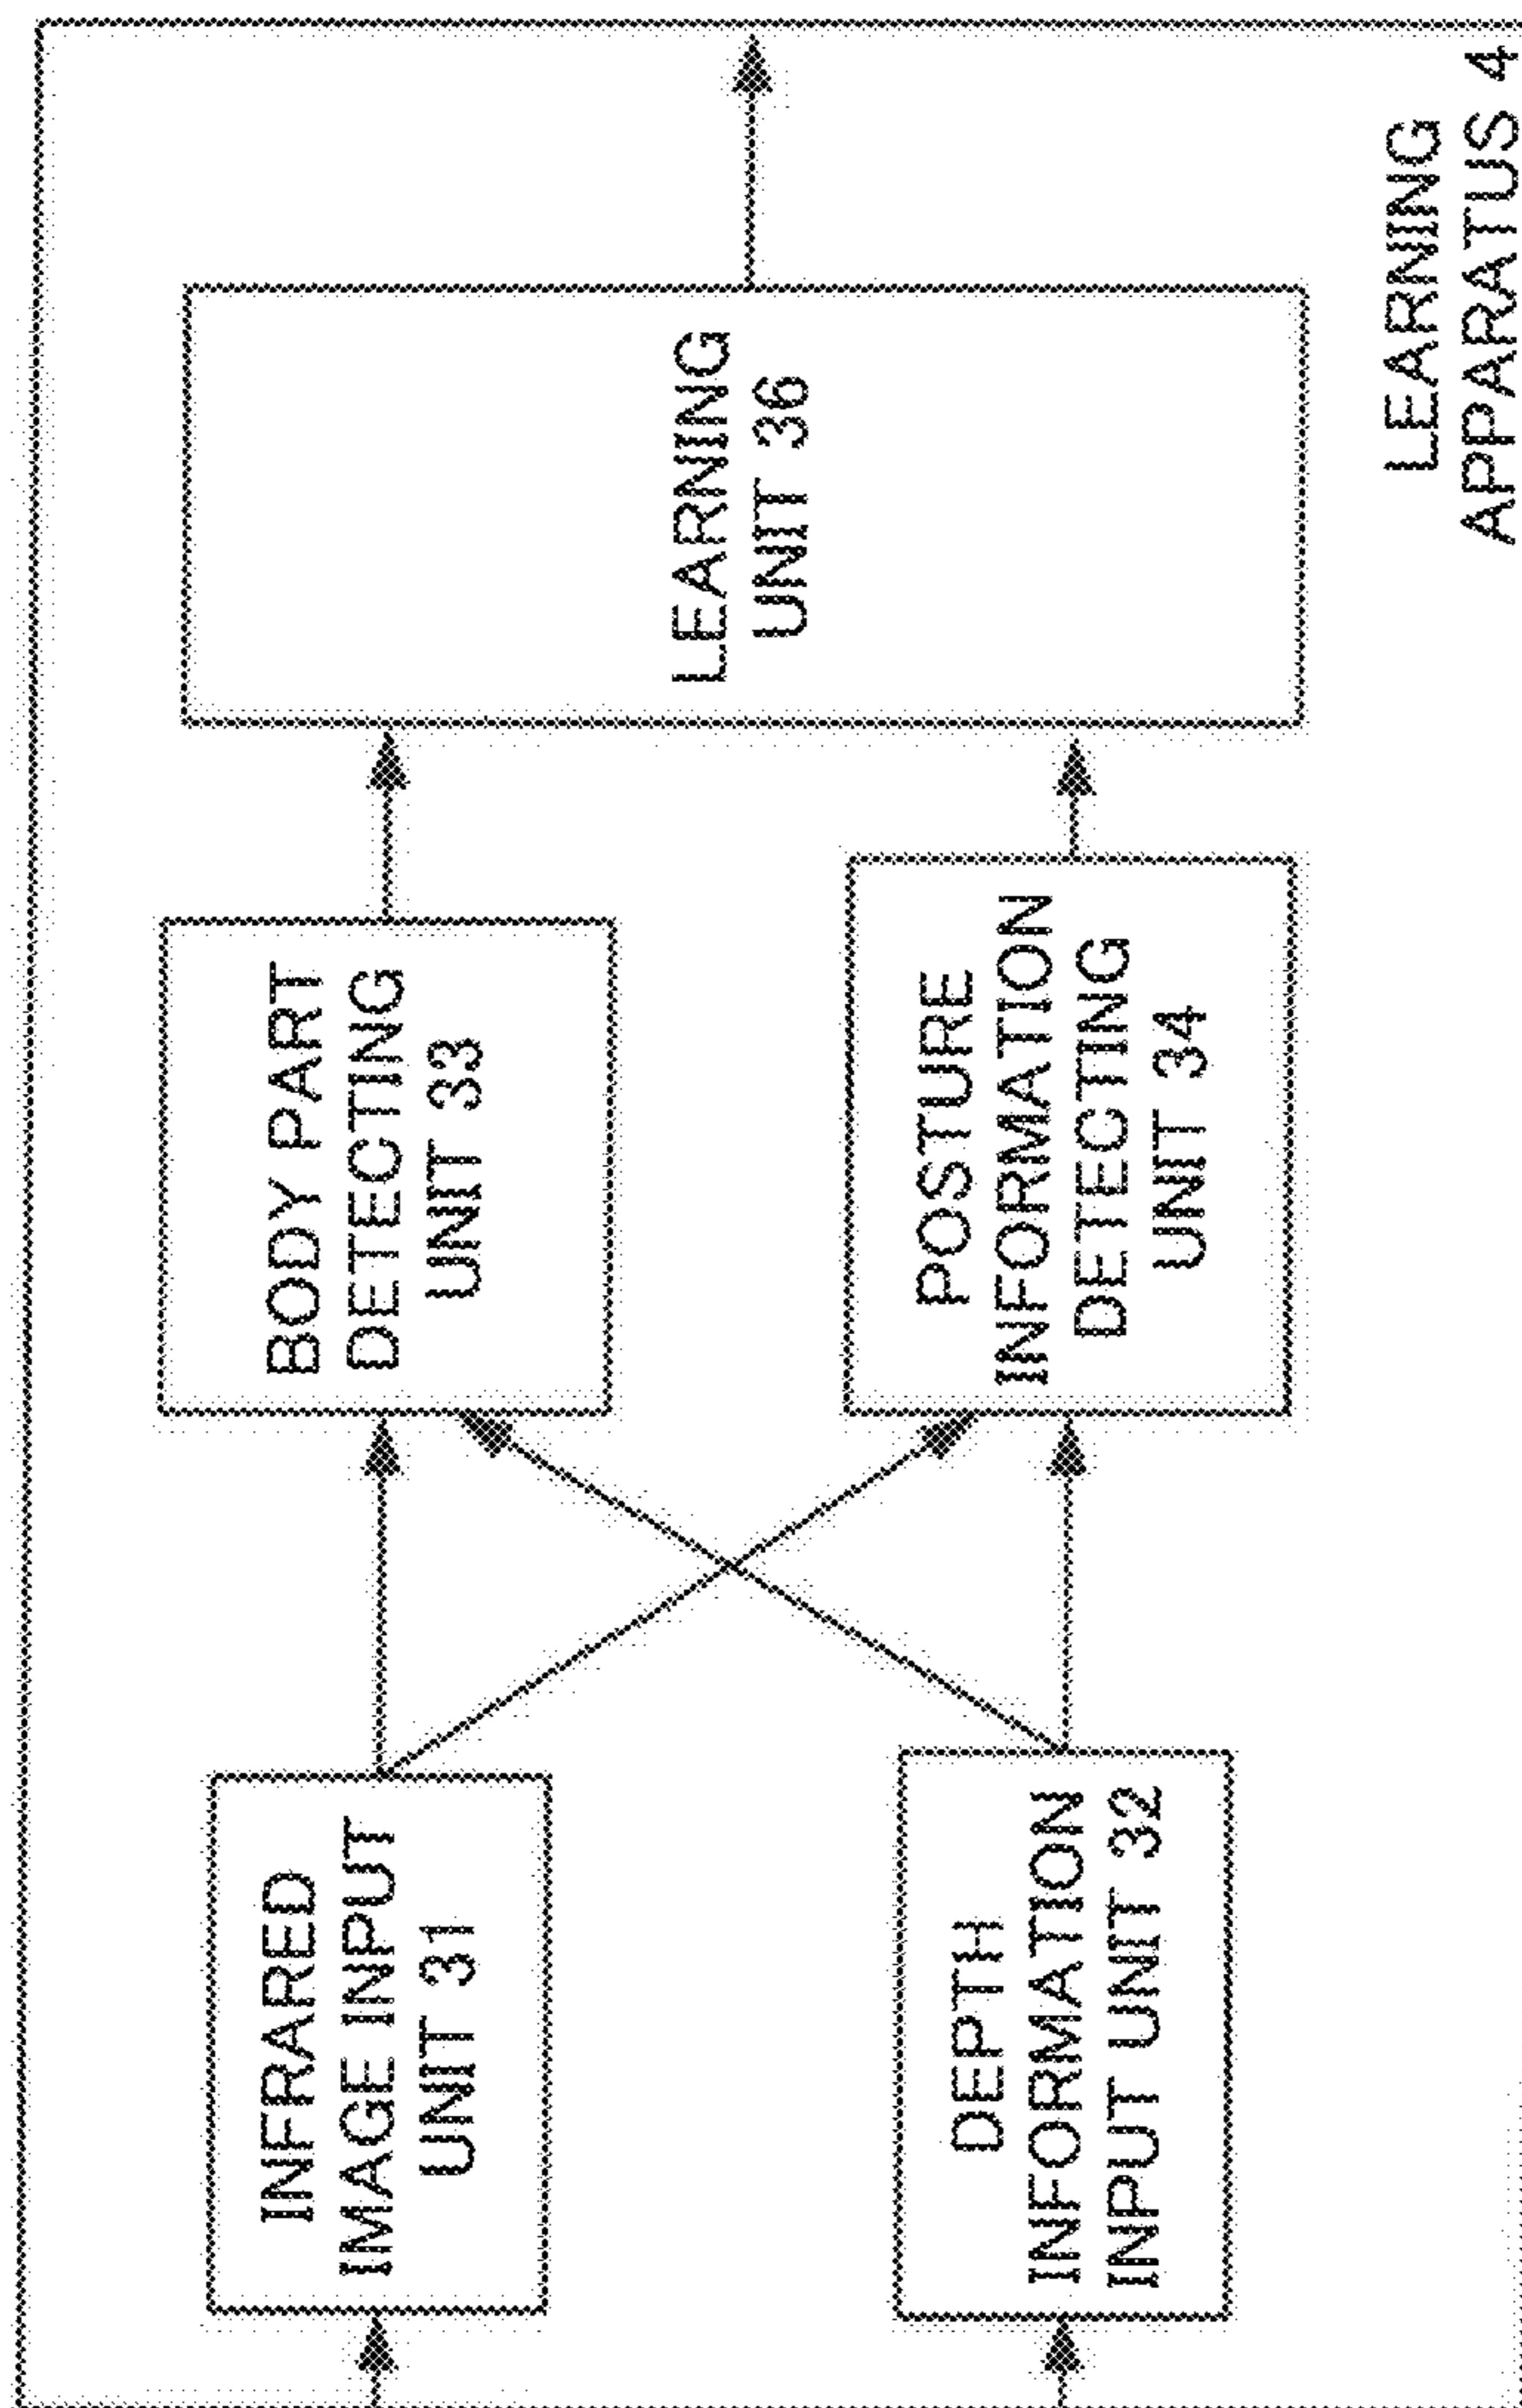 INFRARED
IMAGE INPUT
UNIT 31
DEPTH
INFORMATION
INPUT UNIT 32
BODY PART
DETECTING
UNIT 33
POSTURE
INFORMATION
DETECTING
UNIT 34
LEARNING
UNIT 36
LEARNING
APPARATUS 4